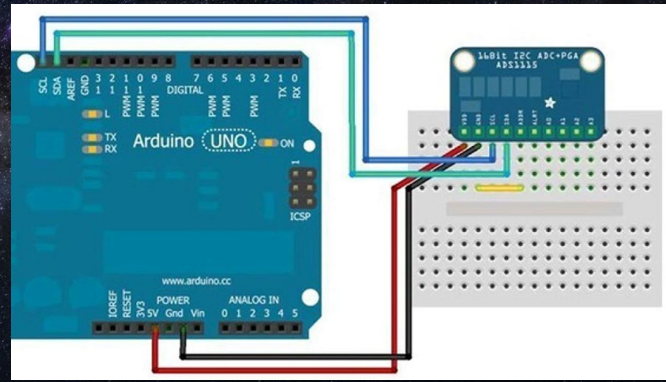 SCL
SDA
AREF
GND
13
12
PWM 11
PWM 10
PWM 9
8
7
PWM 6
PWM 5
4
PWM 3
2
TX 1
RX 0
DIGITAL
L
TX
RX
Arduino UNO
ON
1
ICSP
www.arduino.cc
POWER
ANALOG IN
IOREF
RESET
3V3
5V
Gnd
Vin
0 1 2 3 4 5
16Bit I2C ADC+PGA
ADS1115
VDD
GND
SCL
SDA
ADDR
ALRT
A0
A1
A2
A3